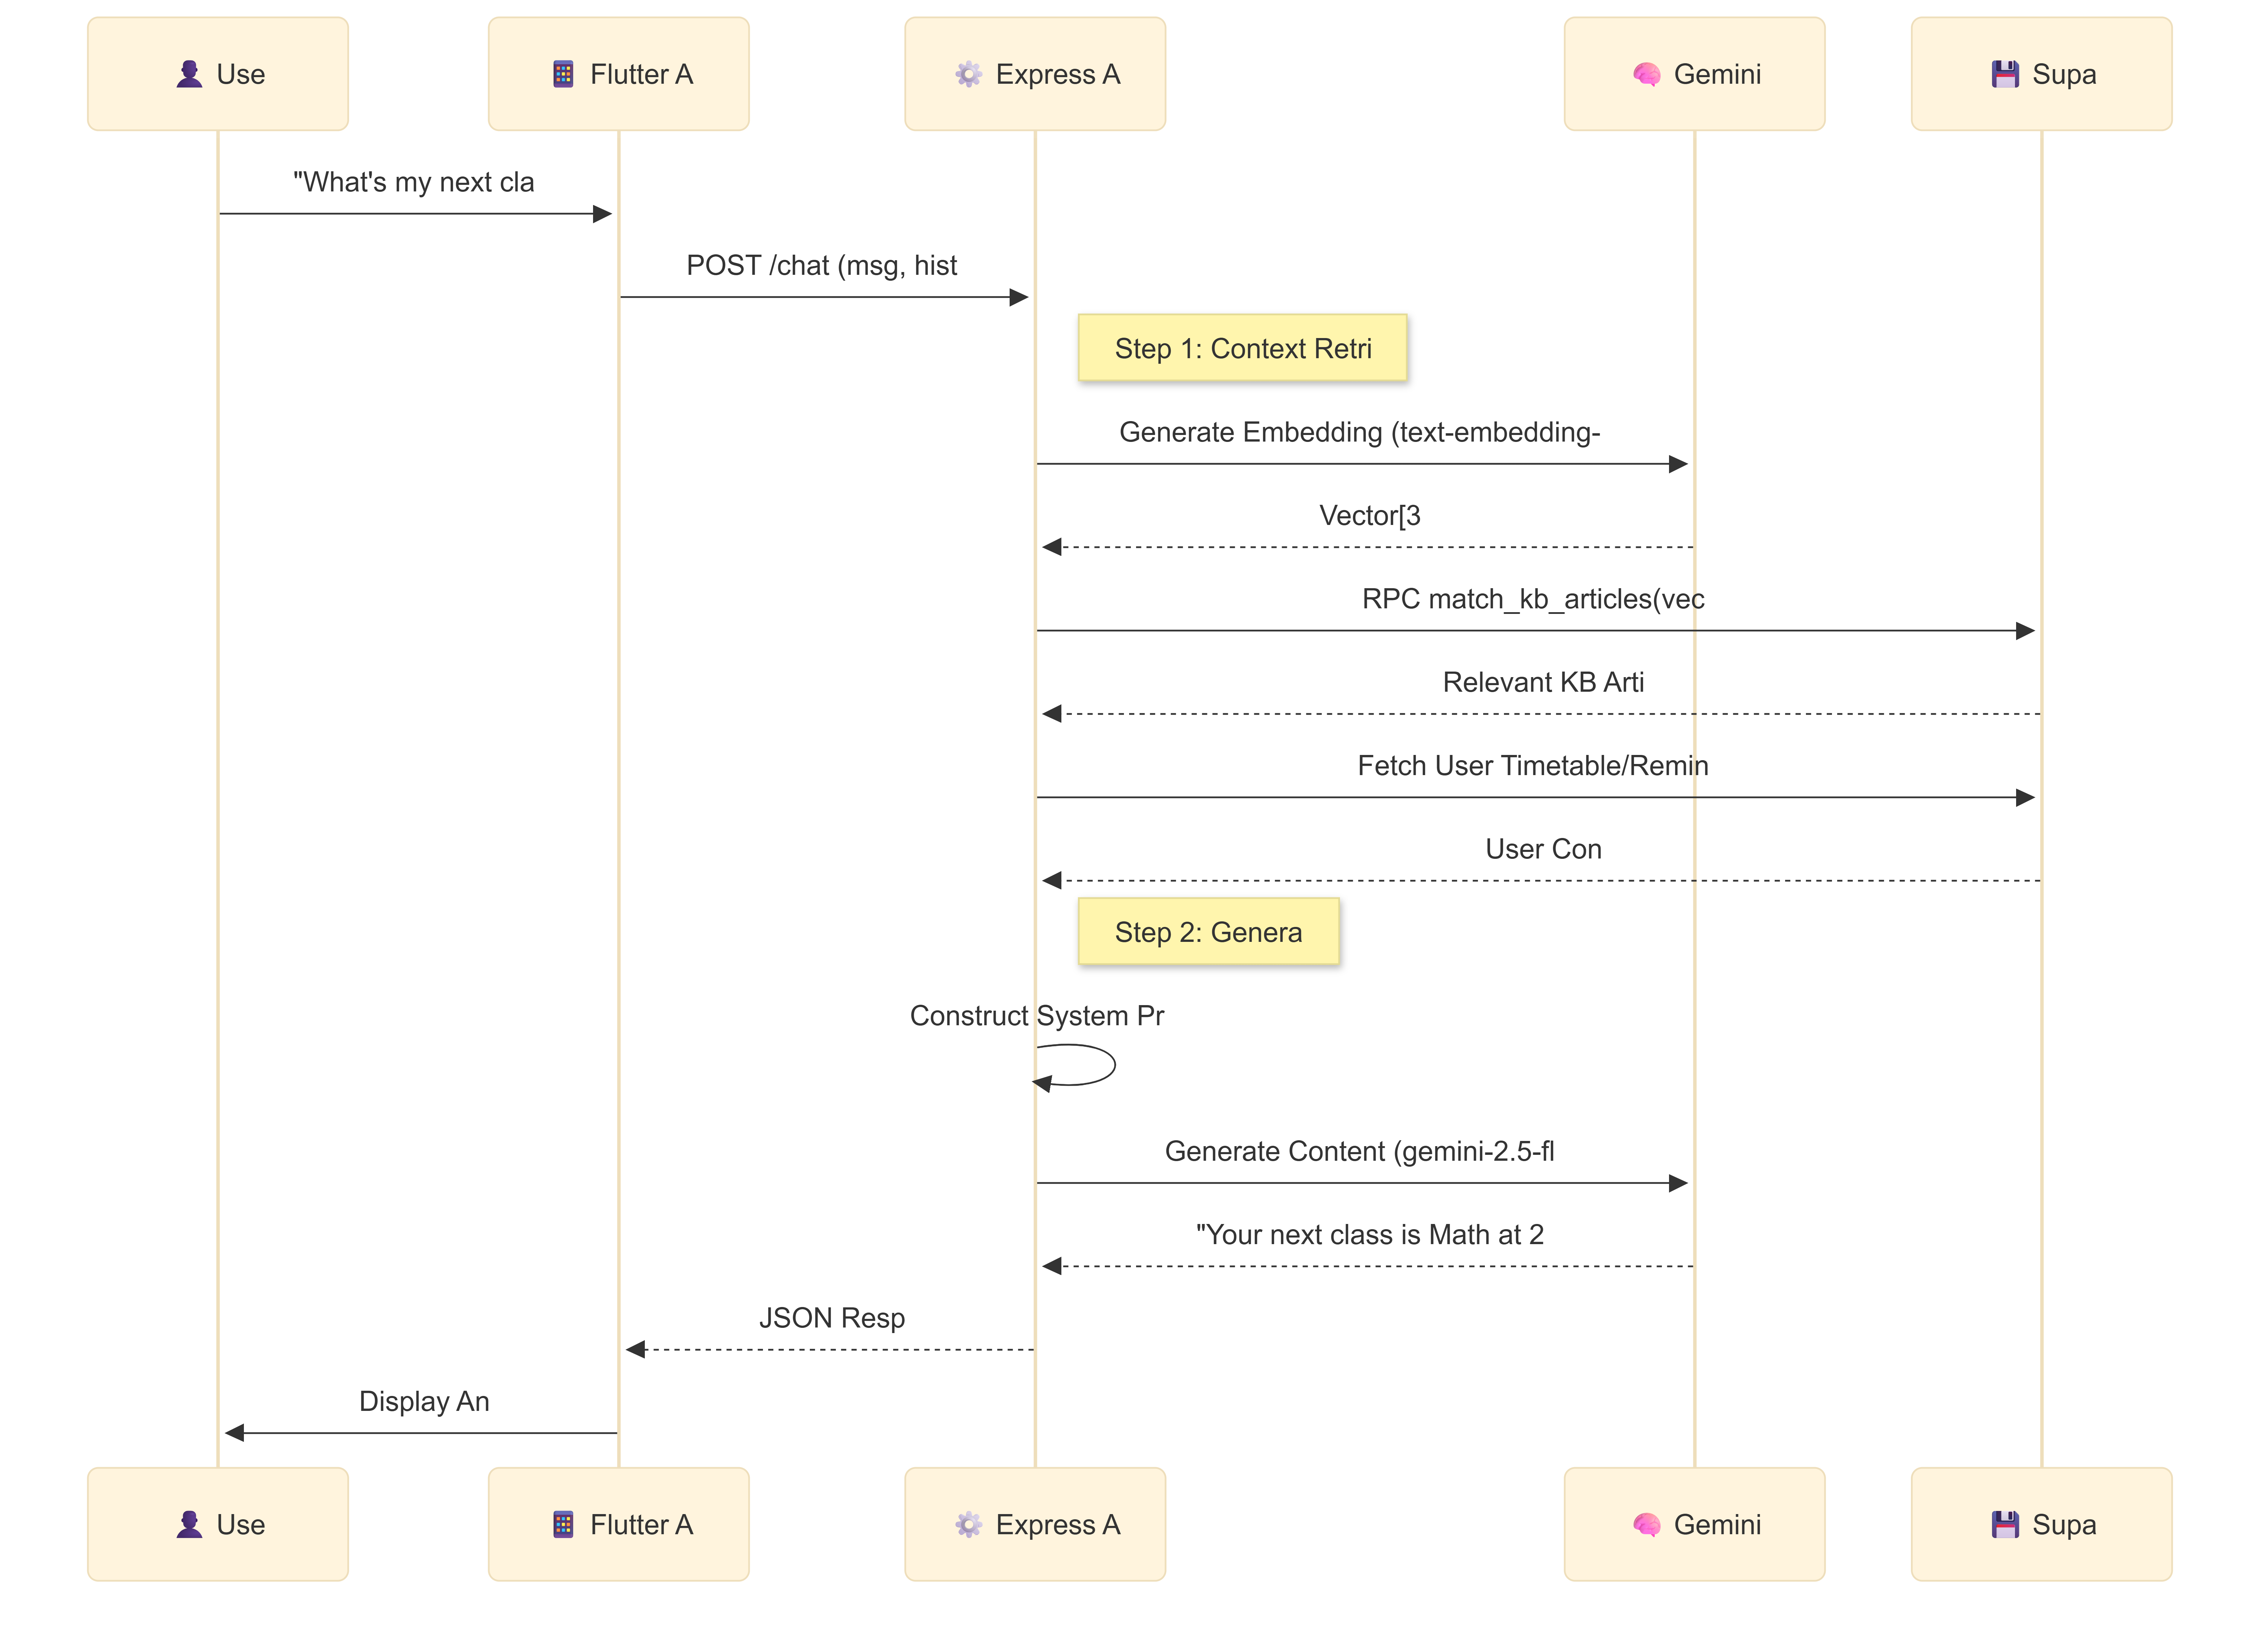 Use
Flutter A
Express A
Gemini
Supa
"What's my next cla
POST /chat (msg, hist
Step 1: Context Retri
Generate Embedding (text-embedding-
Vector[3
RPC match_kb_articles(vec
Relevant KB Arti
Fetch User Timetable/Remin
User Con
Step 2: Genera
Construct System Pr
Generate Content (gemini-2.5-fl
"Your next class is Math at 2
JSON Resp
Display An
Use
Flutter A
Express A
Gemini
Supa